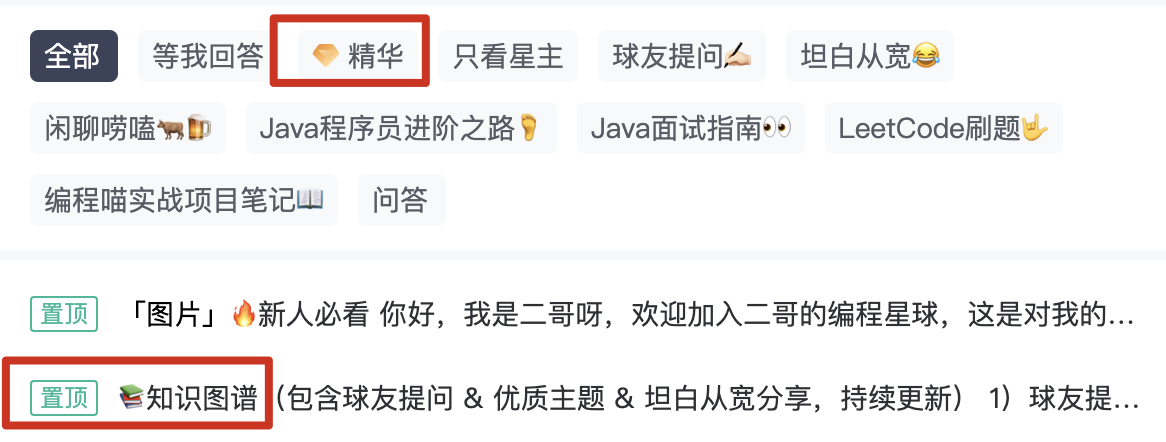 全部 等我回答 精华 只看星主 球友提问✍🏻 坦白从宽😂
闲聊唠嗑🐂🍺 Java程序员进阶之路🦶 Java面试指南👀 LeetCode刷题🤟
编程喵实战项目笔记📖 问答
置顶 「图片」🔥新人必看 你好，我是二哥呀，欢迎加入二哥的编程星球，这是对我的...
置顶 📚知识图谱（包含球友提问 & 优质主题 & 坦白从宽分享，持续更新） 1）球友提...